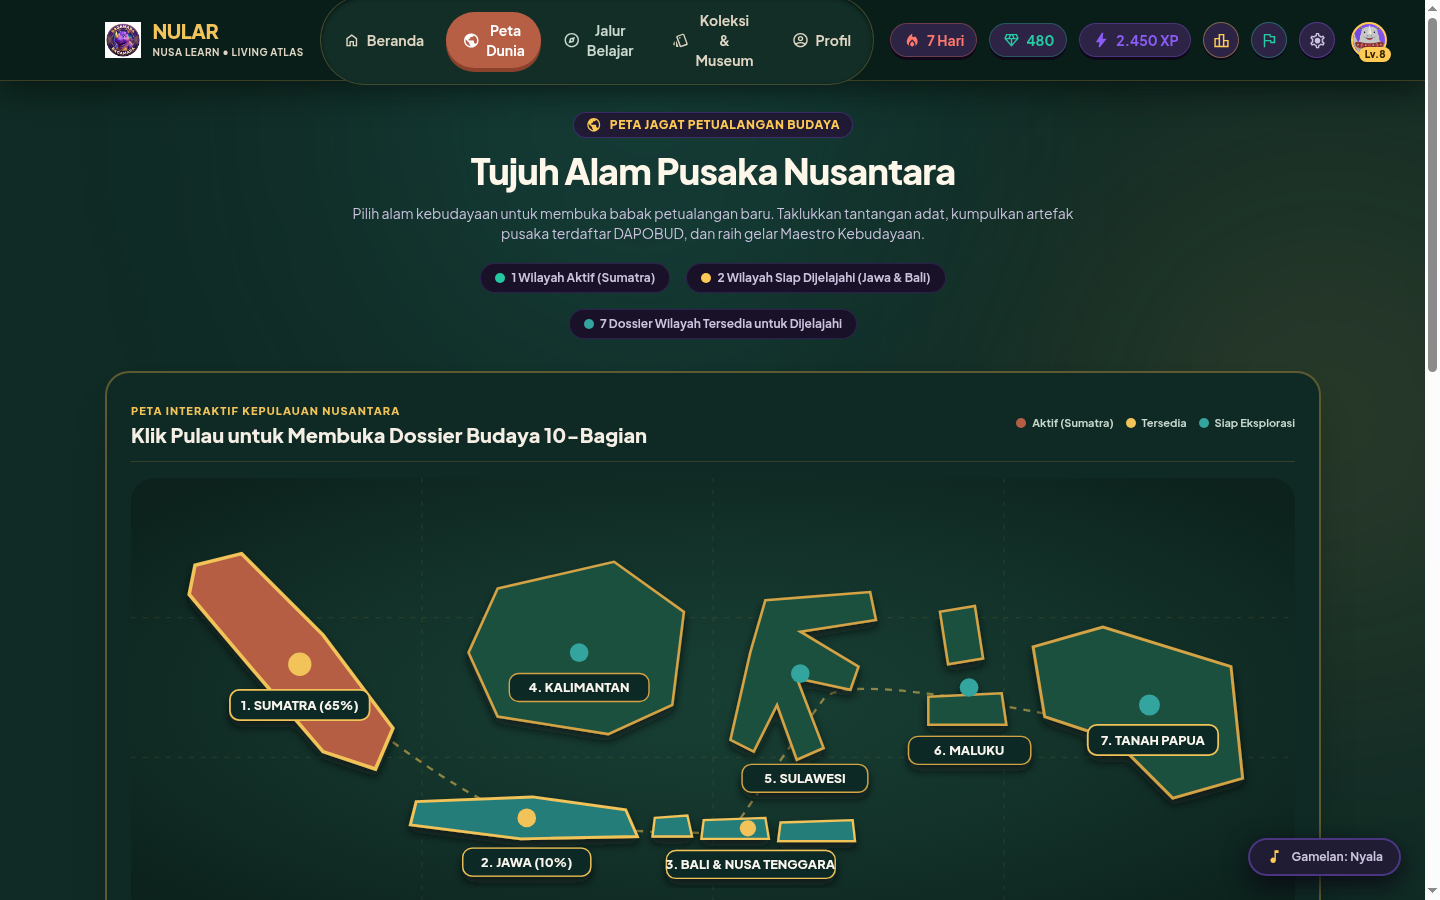 NULAR
NUSA LEARN • LIVING ATLAS
Beranda
Peta
Dunia
Jalur
Belajar
Koleksi
&
Museum
Profil
7 Hari
480
2.450 XP
Lv.8
PETA JAGAT PETUALANGAN BUDAYA
Tujuh Alam Pusaka Nusantara
Pilih alam kebudayaan untuk membuka babak petualangan baru. Taklukkan tantangan adat, kumpulkan artefak
pusaka terdaftar DAPOBUD, dan raih gelar Maestro Kebudayaan.
1 Wilayah Aktif (Sumatra)
2 Wilayah Siap Dijelajahi (Jawa & Bali)
7 Dossier Wilayah Tersedia untuk Dijelajahi
PETA INTERAKTIF KEPULAUAN NUSANTARA
Klik Pulau untuk Membuka Dossier Budaya 10-Bagian
Aktif (Sumatra)
Tersedia
Siap Eksplorasi
1. SUMATRA (65%)
4. KALIMANTAN
5. SULAWESI
6. MALUKU
7. TANAH PAPUA
2. JAWA (10%)
3. BALI & NUSA TENGGARA
Gamelan: Nyala